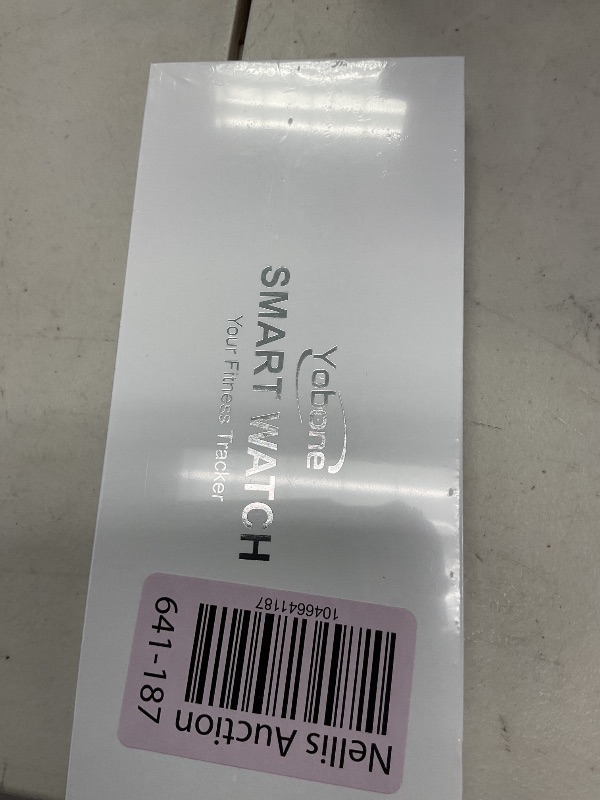 Yobone
SMART WATCH
Your Fitness Tracker
Nellis Auction
1046641187
641-187